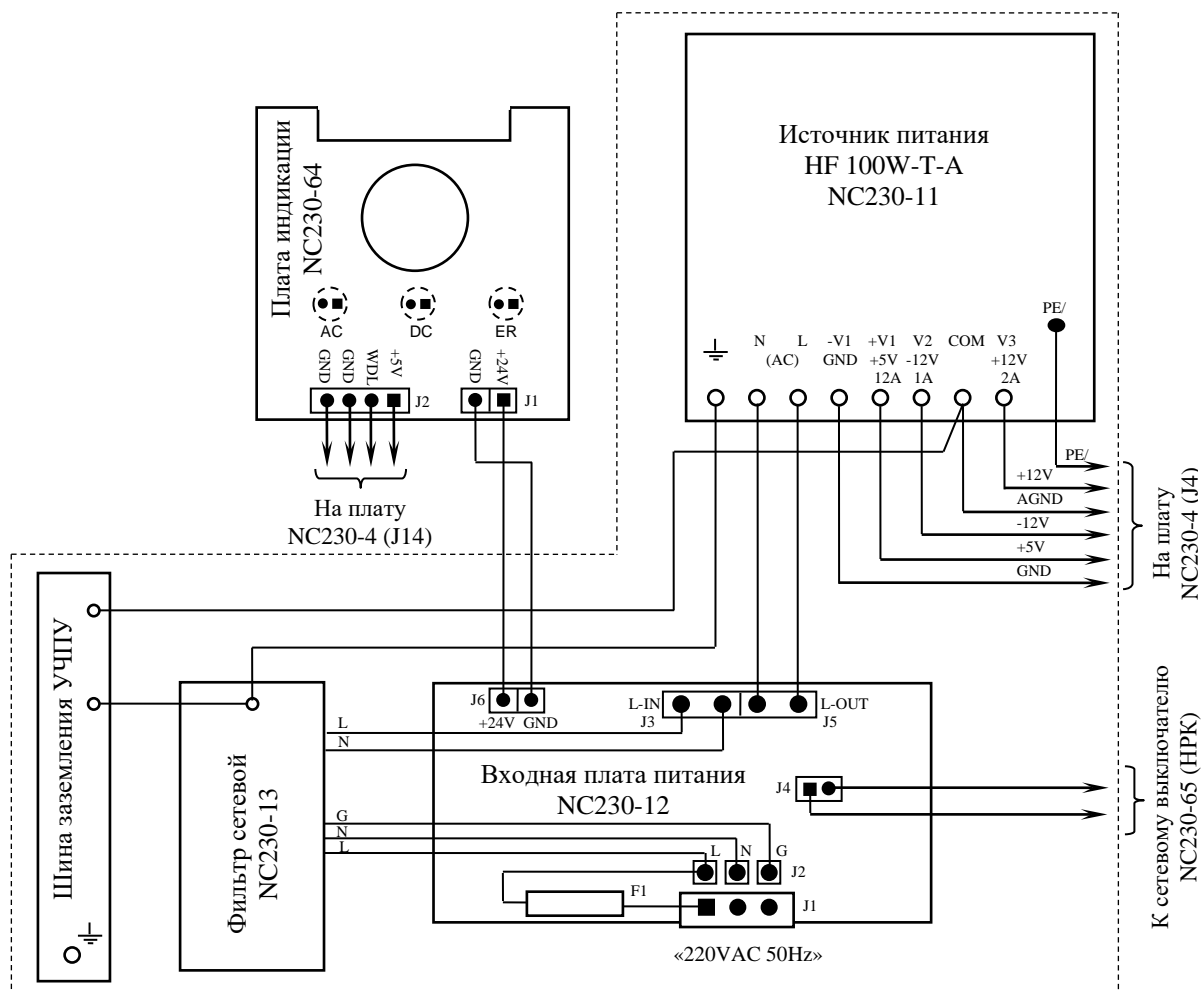 Плата индикации
NC230-64
AC
DC
ER
GND
GND
WDL
+5V
J2
GND
+24V
J1
На плату
NC230-4 (J14)
Источник питания
HF 100W-T-A
NC230-11
PE/
N
L
(AC)
-V1
GND
+V1
+5V
12A
V2
-12V
1A
COM
V3
+12V
2A
PE/
+12V
AGND
-12V
+5V
GND
На плату
NC230-4 (J4)
Шина заземления УЧПУ
Фильтр сетевой
NC230-13
L
N
G
N
L
J6
+24V
GND
L-IN
J3
L-OUT
J5
Входная плата питания
NC230-12
J4
L
N
G
J2
F1
J1
«220VAC 50Hz»
К сетевому выключателю
NC230-65 (НРК)